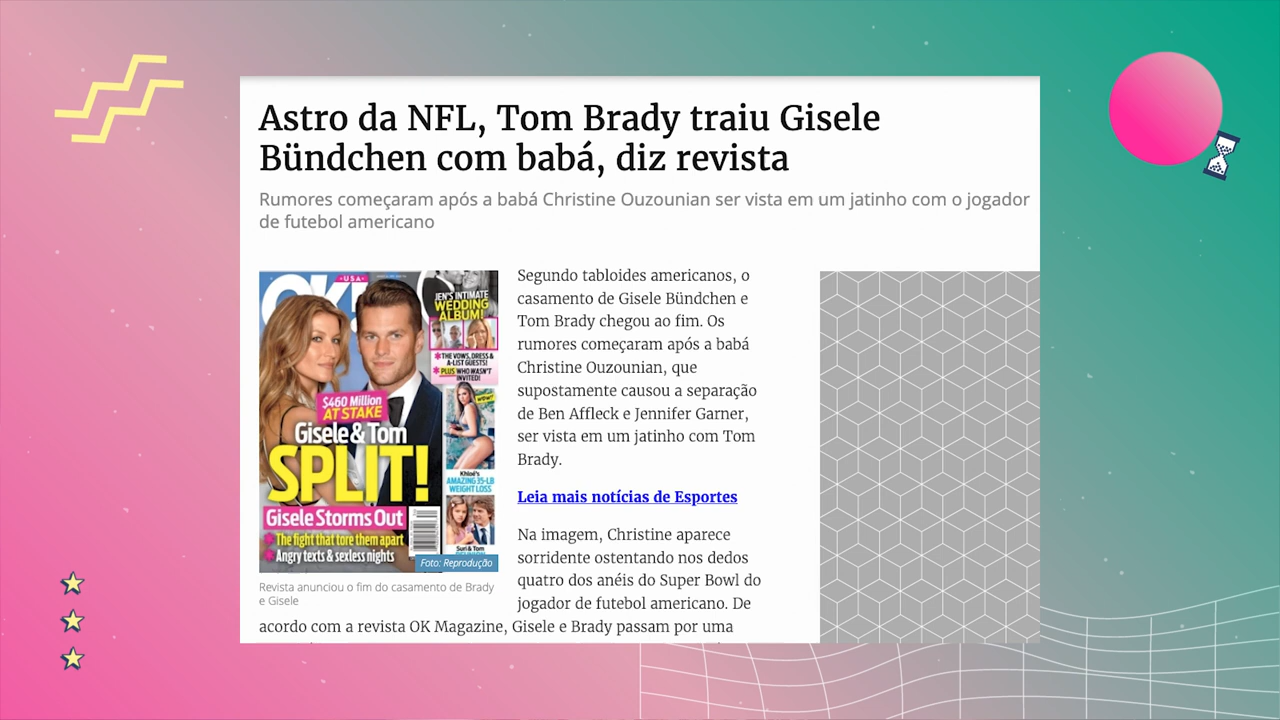 Astro da NFL, Tom Brady traiu Gisele
Bündchen com babá, diz revista
Rumores começaram após a babá Christine Ouzounian ser vista em um jatinho com o jogador
de futebol americano
USA
OK!
JEN'S INTIMATE
WEDDING
ALBUM!
THE VOWS, DRESS &
A-LIST GUESTS!
PLUS WHO WASN'T
INVITED!
WOW!
$460 Million
AT STAKE
Gisele & Tom
SPLIT!
Gisele Storms Out
The fight that tore them apart
Angry texts & sexless nights
Khloé's
AMAZING 35-LB
WEIGHT LOSS
Suri & Tom
Foto: Reprodução
Revista anunciou o fim do casamento de Brady
e Gisele
Segundo tabloides americanos, o
casamento de Gisele Bündchen e
Tom Brady chegou ao fim. Os
rumores começaram após a babá
Christine Ouzounian, que
supostamente causou a separação
de Ben Affleck e Jennifer Garner,
ser vista em um jatinho com Tom
Brady.
Leia mais notícias de Esportes
Na imagem, Christine aparece
sorridente ostentando nos dedos
quatro dos anéis do Super Bowl do
jogador de futebol americano. De
acordo com a revista OK Magazine, Gisele e Brady passam por uma